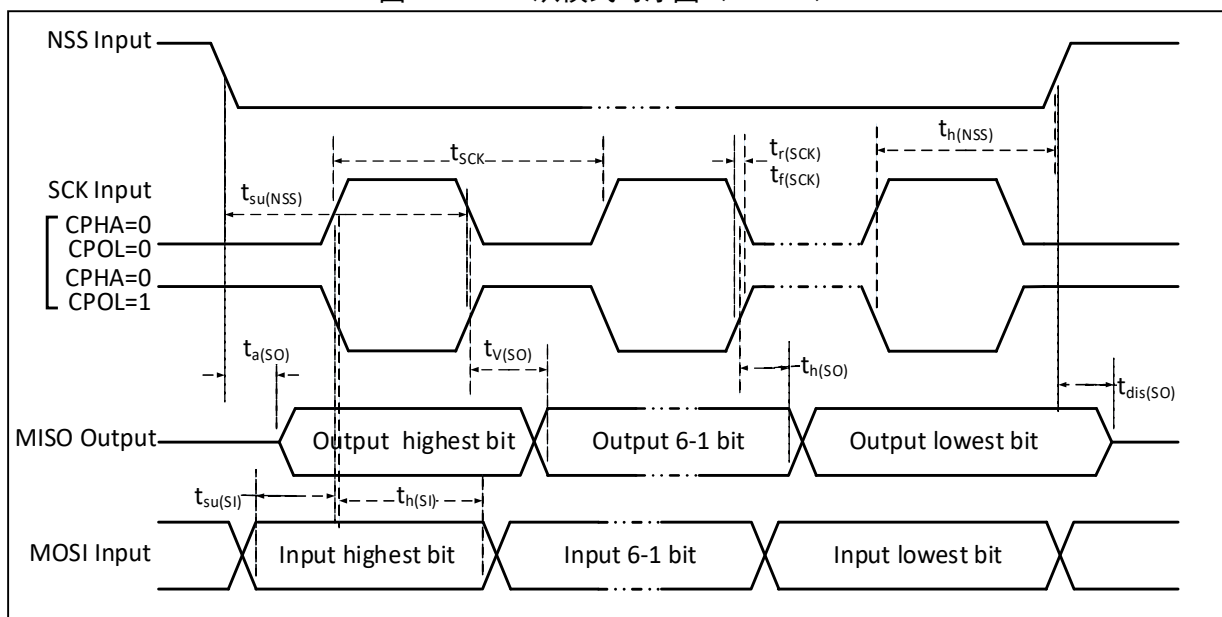 NSS Input
t_SCK
t_r(SCK)
t_f(SCK)
t_h(NSS)
SCK Input
t_su(NSS)
CPHA=0
CPOL=0
CPHA=0
CPOL=1
t_a(SO)
t_V(SO)
t_h(SO)
t_dis(SO)
MISO Output
Output highest bit
Output 6-1 bit
Output lowest bit
t_su(SI)
t_h(SI)
MOSI Input
Input highest bit
Input 6-1 bit
Input lowest bit